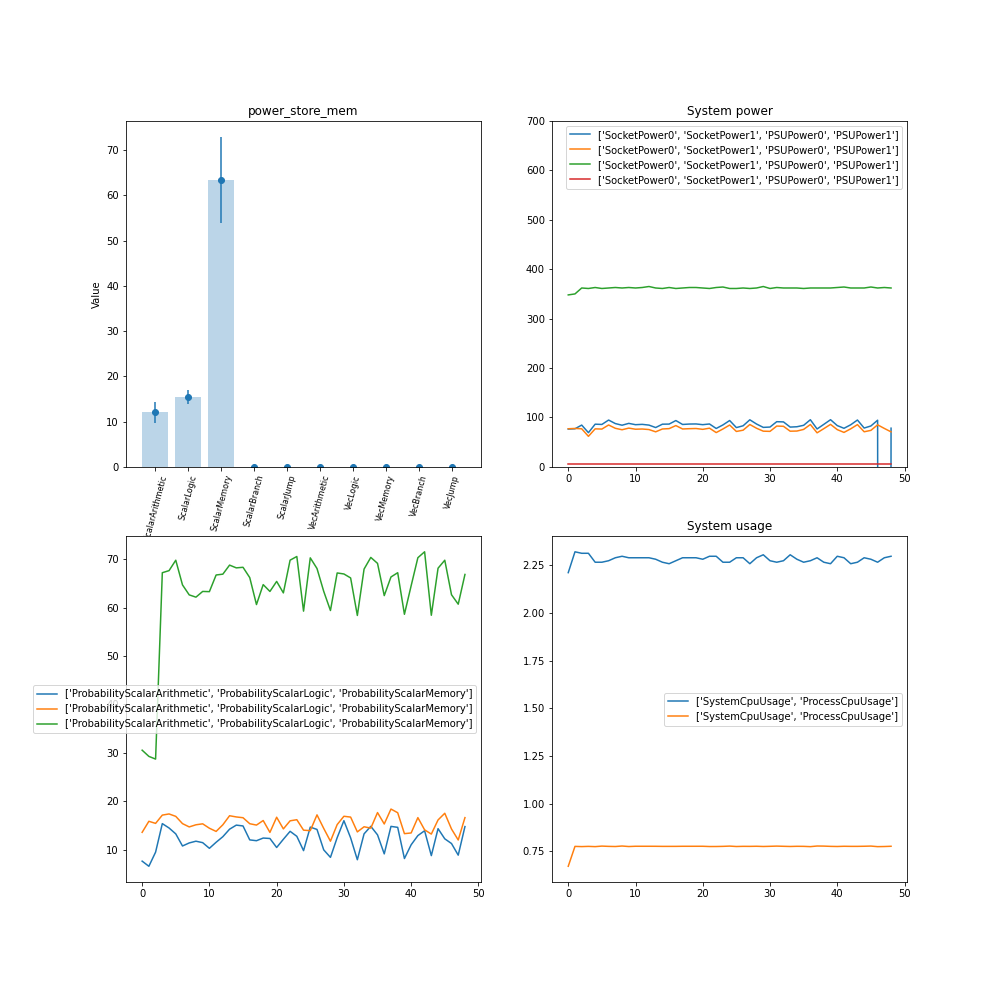 power_store_mem
Value
70
60
50
40
30
20
10
0
ScalarLogic
ScalarMemory
ScalarBranch
ScalarJump
VecArithmetic
VecLogic
VecMemory
VecBranch
VecJump
System power
700
600
500
400
300
200
100
0
['SocketPower0', 'SocketPower1', 'PSUPower0', 'PSUPower1']
['SocketPower0', 'SocketPower1', 'PSUPower0', 'PSUPower1']
['SocketPower0', 'SocketPower1', 'PSUPower0', 'PSUPower1']
['SocketPower0', 'SocketPower1', 'PSUPower0', 'PSUPower1']
0 10 20 30 40 50
70
60
50
30
20
10
['ProbabilityScalarArithmetic', 'ProbabilityScalarLogic', 'ProbabilityScalarMemory']
['ProbabilityScalarArithmetic', 'ProbabilityScalarLogic', 'ProbabilityScalarMemory']
['ProbabilityScalarArithmetic', 'ProbabilityScalarLogic', 'ProbabilityScalarMemory']
0 10 20 30 40 50
System usage
2.25
2.00
1.75
1.50
1.25
1.00
0.75
['SystemCpuUsage', 'ProcessCpuUsage']
['SystemCpuUsage', 'ProcessCpuUsage']
0 10 20 30 40 50